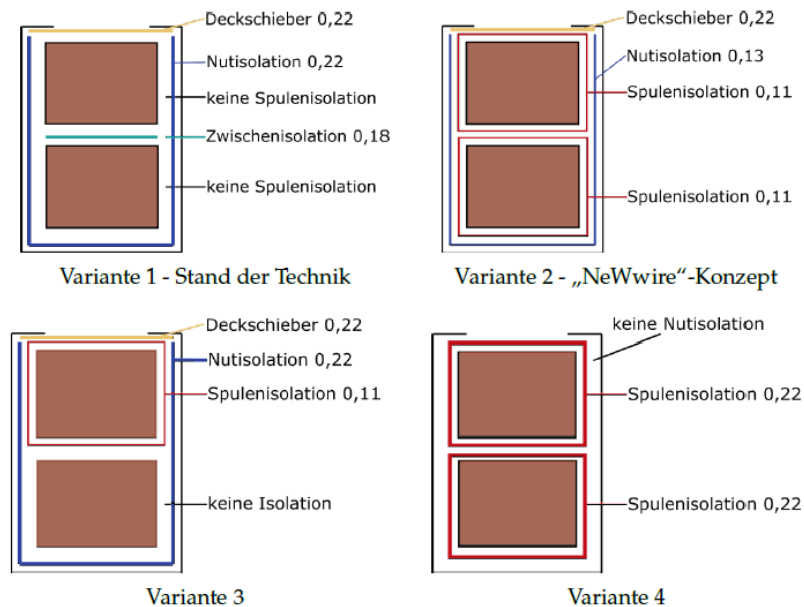 Deckschieber 0,22
Nutisolation 0,22
keine Spulenisolation
Zwischenisolation 0,18
keine Spulenisolation
Variante 1 - Stand der Technik
Deckschieber 0,22
Nutisolation 0,13
Spulenisolation 0,11
Spulenisolation 0,11
Variante 2 - „NeWwire“-Konzept
Deckschieber 0,22
Nutisolation 0,22
Spulenisolation 0,11
keine Isolation
Variante 3
keine Nutisolation
Spulenisolation 0,22
Spulenisolation 0,22
Variante 4